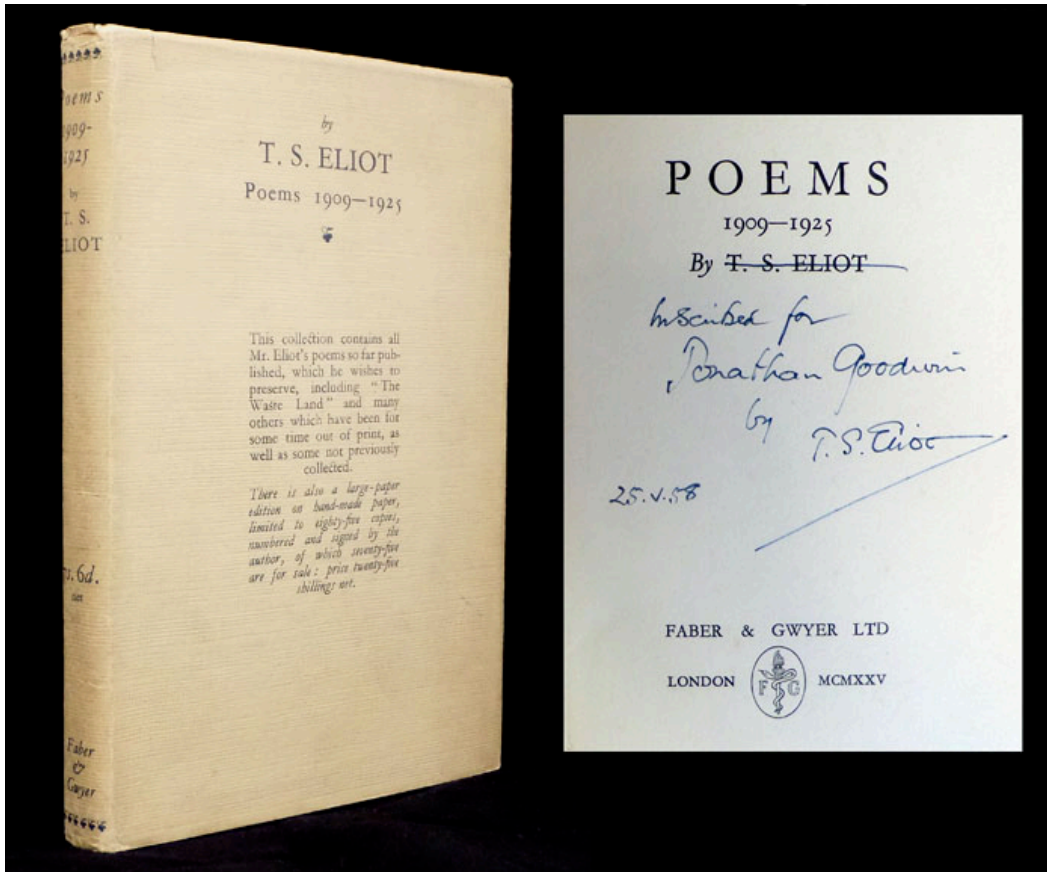 oems
1909-
1925
by
T. S.
ELIOT
6d.
net
Faber
&
Gwyer
by
T. S. ELIOT
Poems 1909—1925
This collection contains all
Mr. Eliot's poems so far pub-
lished, which he wishes to
preserve, including "The
Waste Land" and many
others which have been for
some time out of print, as
well as some not previously
collected.
There is also a large-paper
edition on hand-made paper,
limited to eighty-five copies,
numbered and signed by the
author, of which seventy-five
are for sale: price twenty-five
shillings net.
POEMS
1909—1925
By T. S. ELIOT
Inscribed for
Jonathan Goodwin
by
T. S. Eliot
25.V.58
FABER & GWYER LTD
LONDON F G MCMXXV